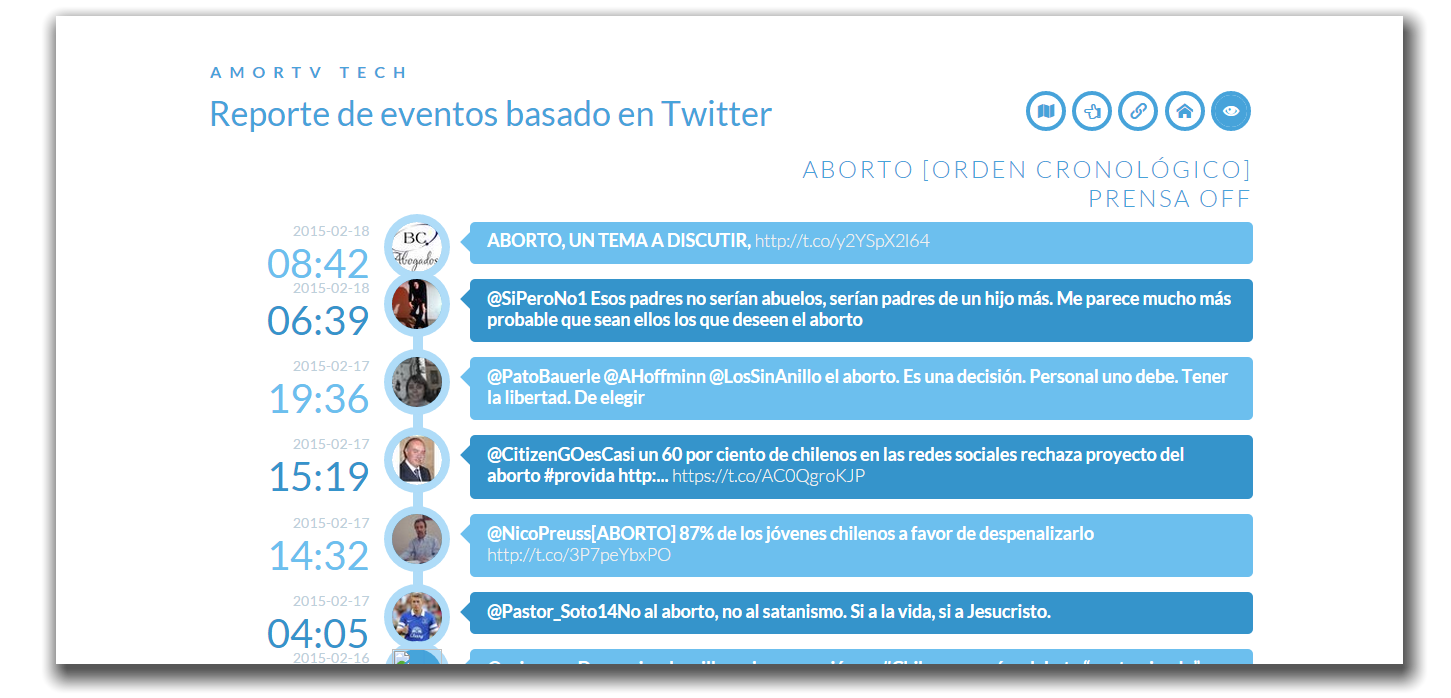 AMORTV TECH
Reporte de eventos basado en Twitter
ABORTO [ORDEN CRONOLÓGICO]
PRENSA OFF
2015-02-18
08:42
BC
Abogados
ABORTO, UN TEMA A DISCUTIR, http://t.co/y2YSpX2I64
2015-02-18
06:39
@SiPeroNo1 Esos padres no serían abuelos, serían padres de un hijo más. Me parece mucho más
probable que sean ellos los que deseen el aborto
2015-02-17
19:36
@PatoBauerle @AHoffminn @LosSinAnillo el aborto. Es una decisión. Personal uno debe. Tener
la libertad. De elegir
2015-02-17
15:19
@CitizenGOesCasi un 60 por ciento de chilenos en las redes sociales rechaza proyecto del
aborto #provida http:... https://t.co/AC0QgroKJP
2015-02-17
14:32
@NicoPreuss[ABORTO] 87% de los jóvenes chilenos a favor de despenalizarlo
http://t.co/3P7peYbxPO
2015-02-17
04:05
@Pastor_Soto14No al aborto, no al satanismo. Si a la vida, si a Jesucristo.
2015-02-16